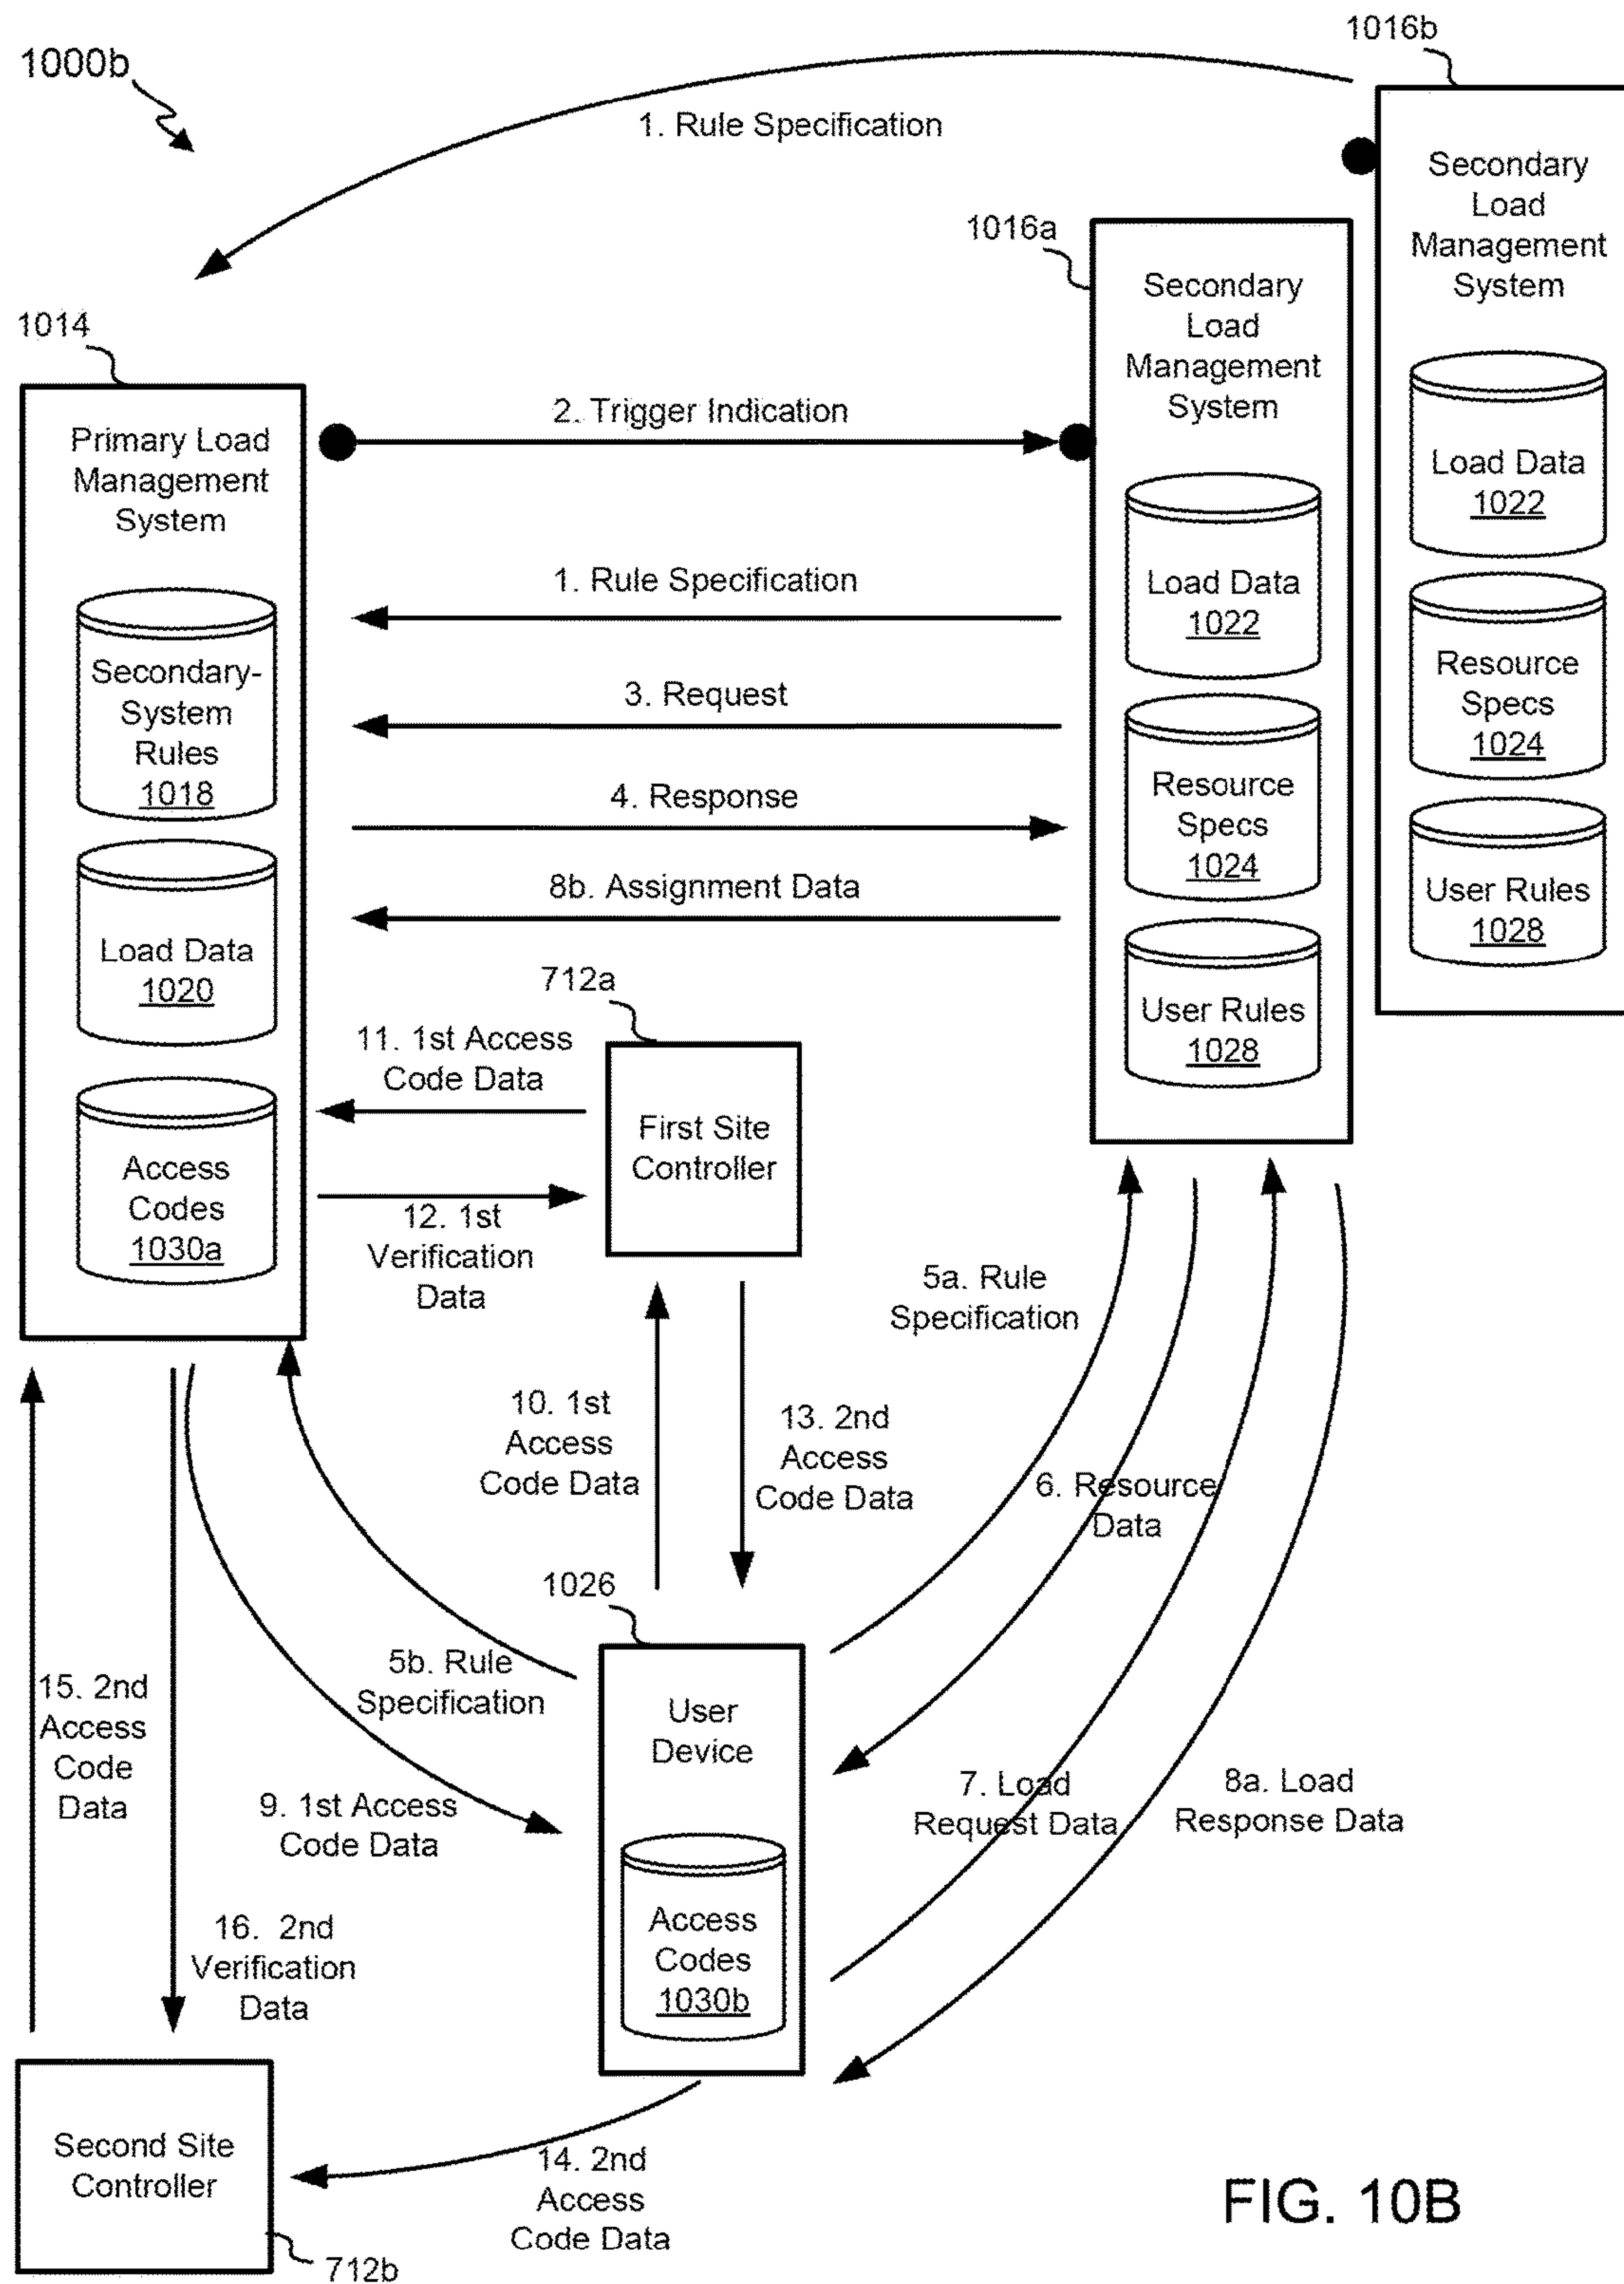 1000b
1016b
1. Rule Specification
Secondary
Load
Management
System
Load Data
1022
Resource
Specs
1024
User Rules
1028
1016a
Secondary
Load
Management
System
Load Data
1022
Resource
Specs
1024
User Rules
1028
1014
Primary Load
Management
System
Secondary-
System
Rules
1018
Load Data
1020
Access
Codes
1030a
2. Trigger Indication
1. Rule Specification
3. Request
4. Response
8b. Assignment Data
712a
First Site
Controller
11. 1st Access
Code Data
12. 1st
Verification
Data
10. 1st
Access
Code Data
13. 2nd
Access
Code Data
5a. Rule
Specification
6. Resource
Data
7. Load
Request Data
8a. Load
Response Data
1026
User
Device
Access
Codes
1030b
5b. Rule
Specification
9. 1st Access
Code Data
15. 2nd
Access
Code
Data
16. 2nd
Verification
Data
Second Site
Controller
712b
14. 2nd
Access
Code Data
FIG. 10B